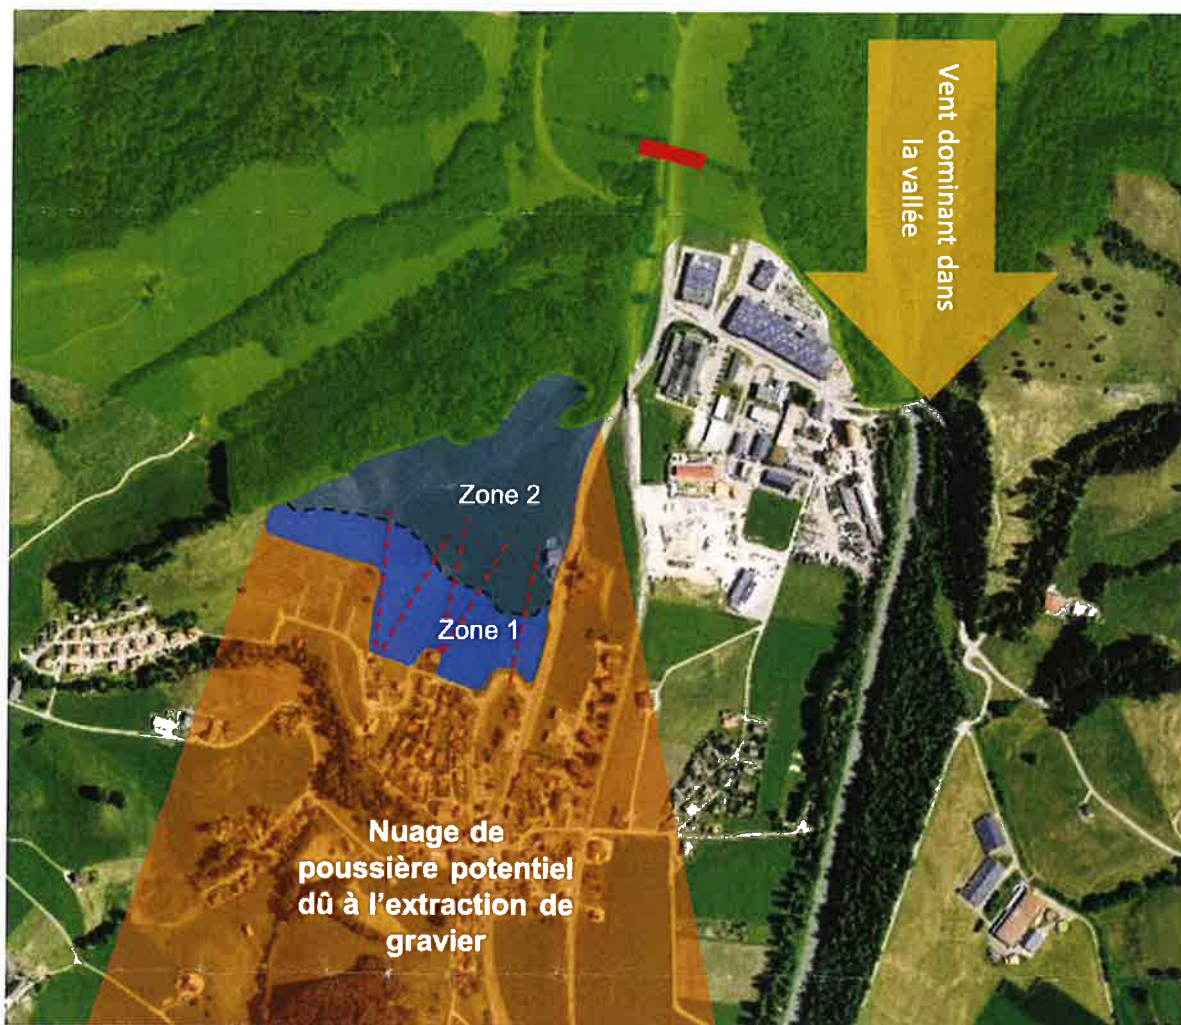 Vent dominant dans
la vallée
Zone 2
Zone 1
Nuage de
poussière potentiel
dû à l'extraction de
gravier